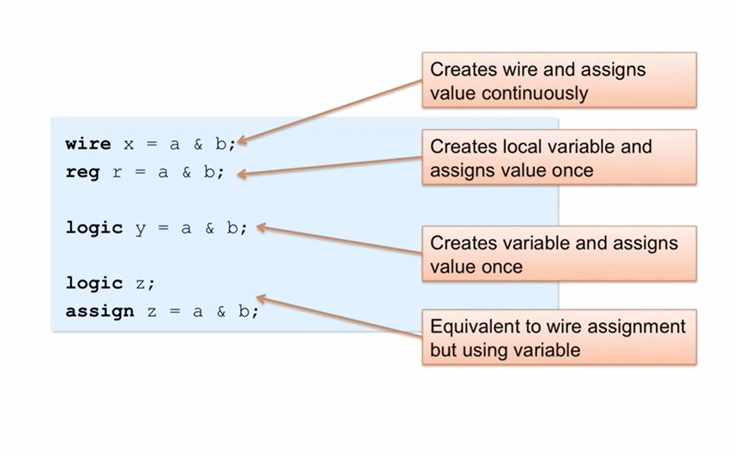 Creates wire and assigns
value continuously
wire x = a & b;
reg r = a & b;
Creates local variable and
assigns value once
logic y = a & b;
Creates variable and assigns
value once
logic z;
assign z = a & b;
Equivalent to wire assignment
but using variable